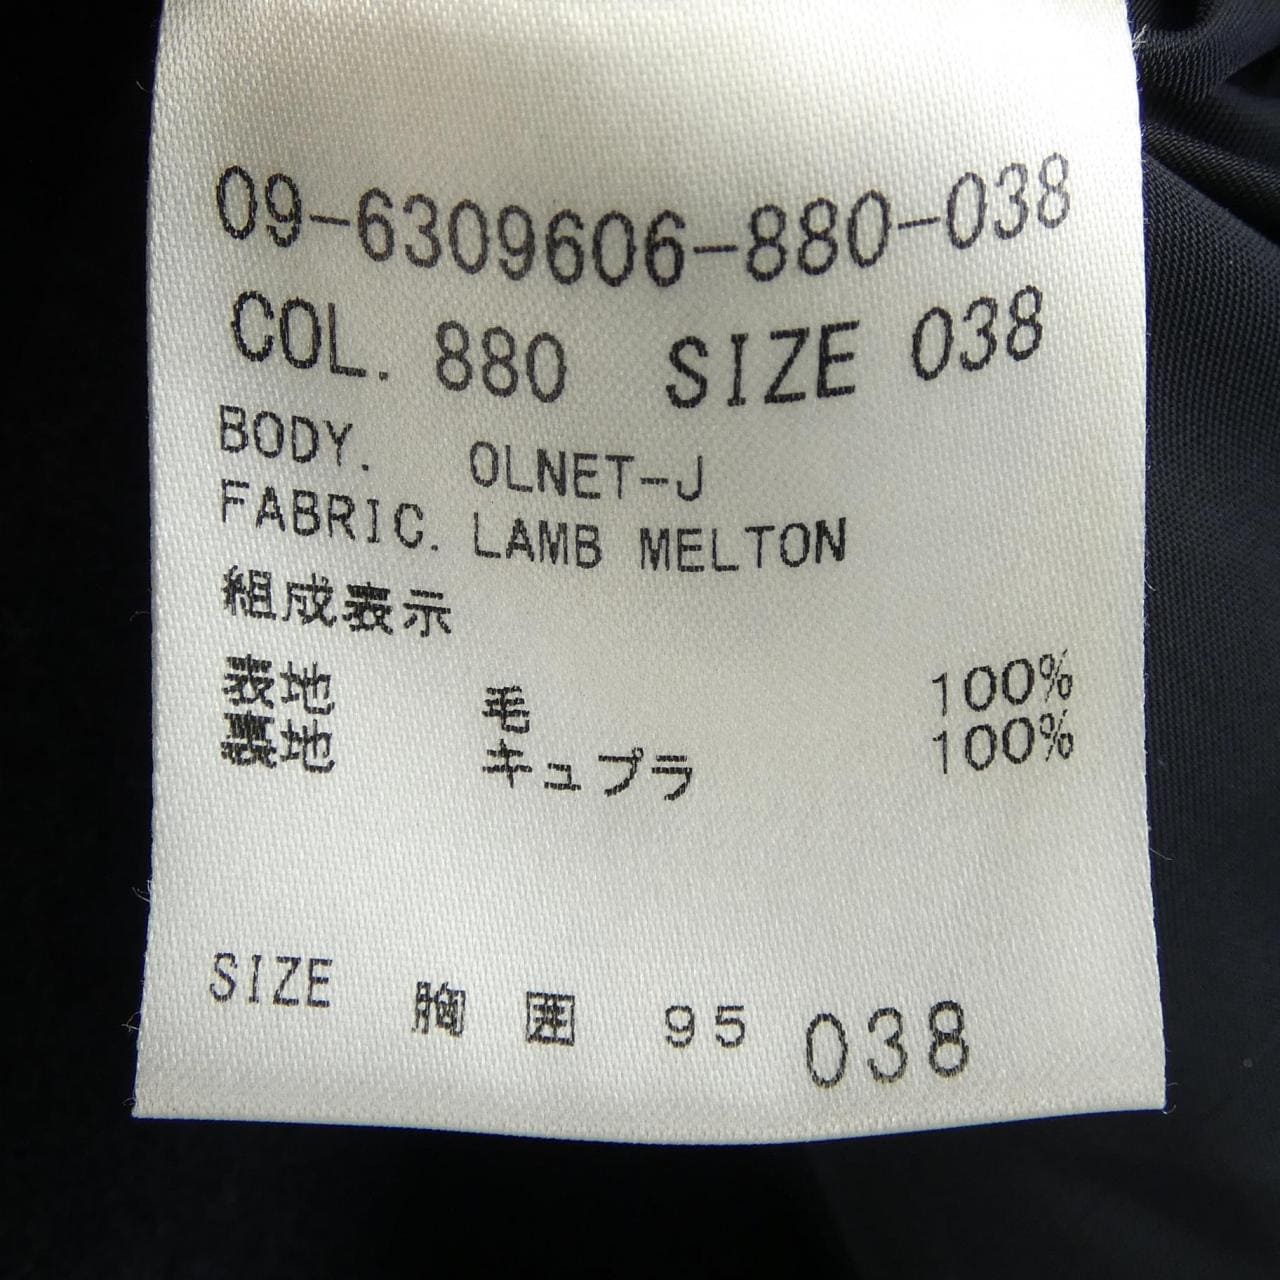 09-6309606-880-038
COL. 880 SIZE 038
BODY. OLNET-J
FABRIC. LAMB MELTON
組成表示
表地 毛 100%
裏地 キュプラ 100%
SIZE 胸囲 95 038